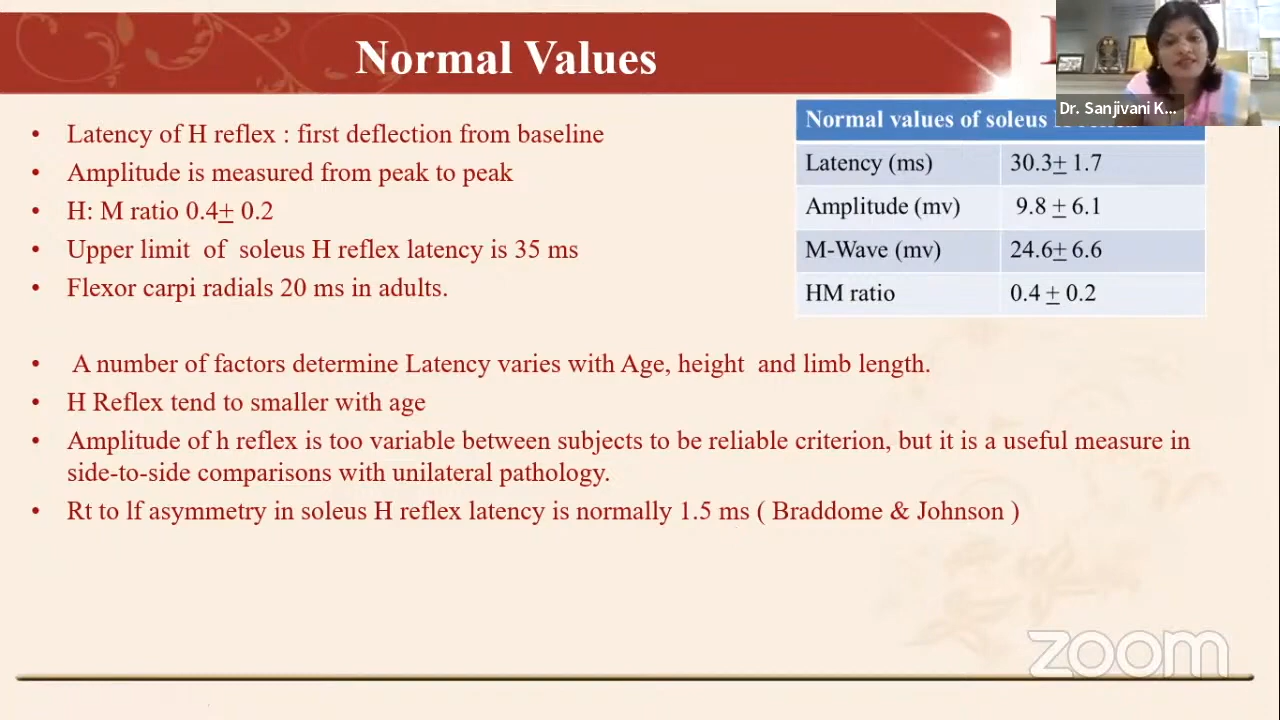 Normal Values
Dr. Sanjivani K...
• Latency of H reflex : first deflection from baseline
• Amplitude is measured from peak to peak
• H: M ratio 0.4± 0.2
• Upper limit of soleus H reflex latency is 35 ms
• Flexor carpi radials 20 ms in adults.
Normal values of soleus
Latency (ms) 30.3± 1.7
Amplitude (mv) 9.8 ± 6.1
M-Wave (mv) 24.6± 6.6
HM ratio 0.4 ± 0.2
• A number of factors determine Latency varies with Age, height and limb length.
• H Reflex tend to smaller with age
• Amplitude of h reflex is too variable between subjects to be reliable criterion, but it is a useful measure in
side-to-side comparisons with unilateral pathology.
• Rt to lf asymmetry in soleus H reflex latency is normally 1.5 ms ( Braddome & Johnson )
zoom